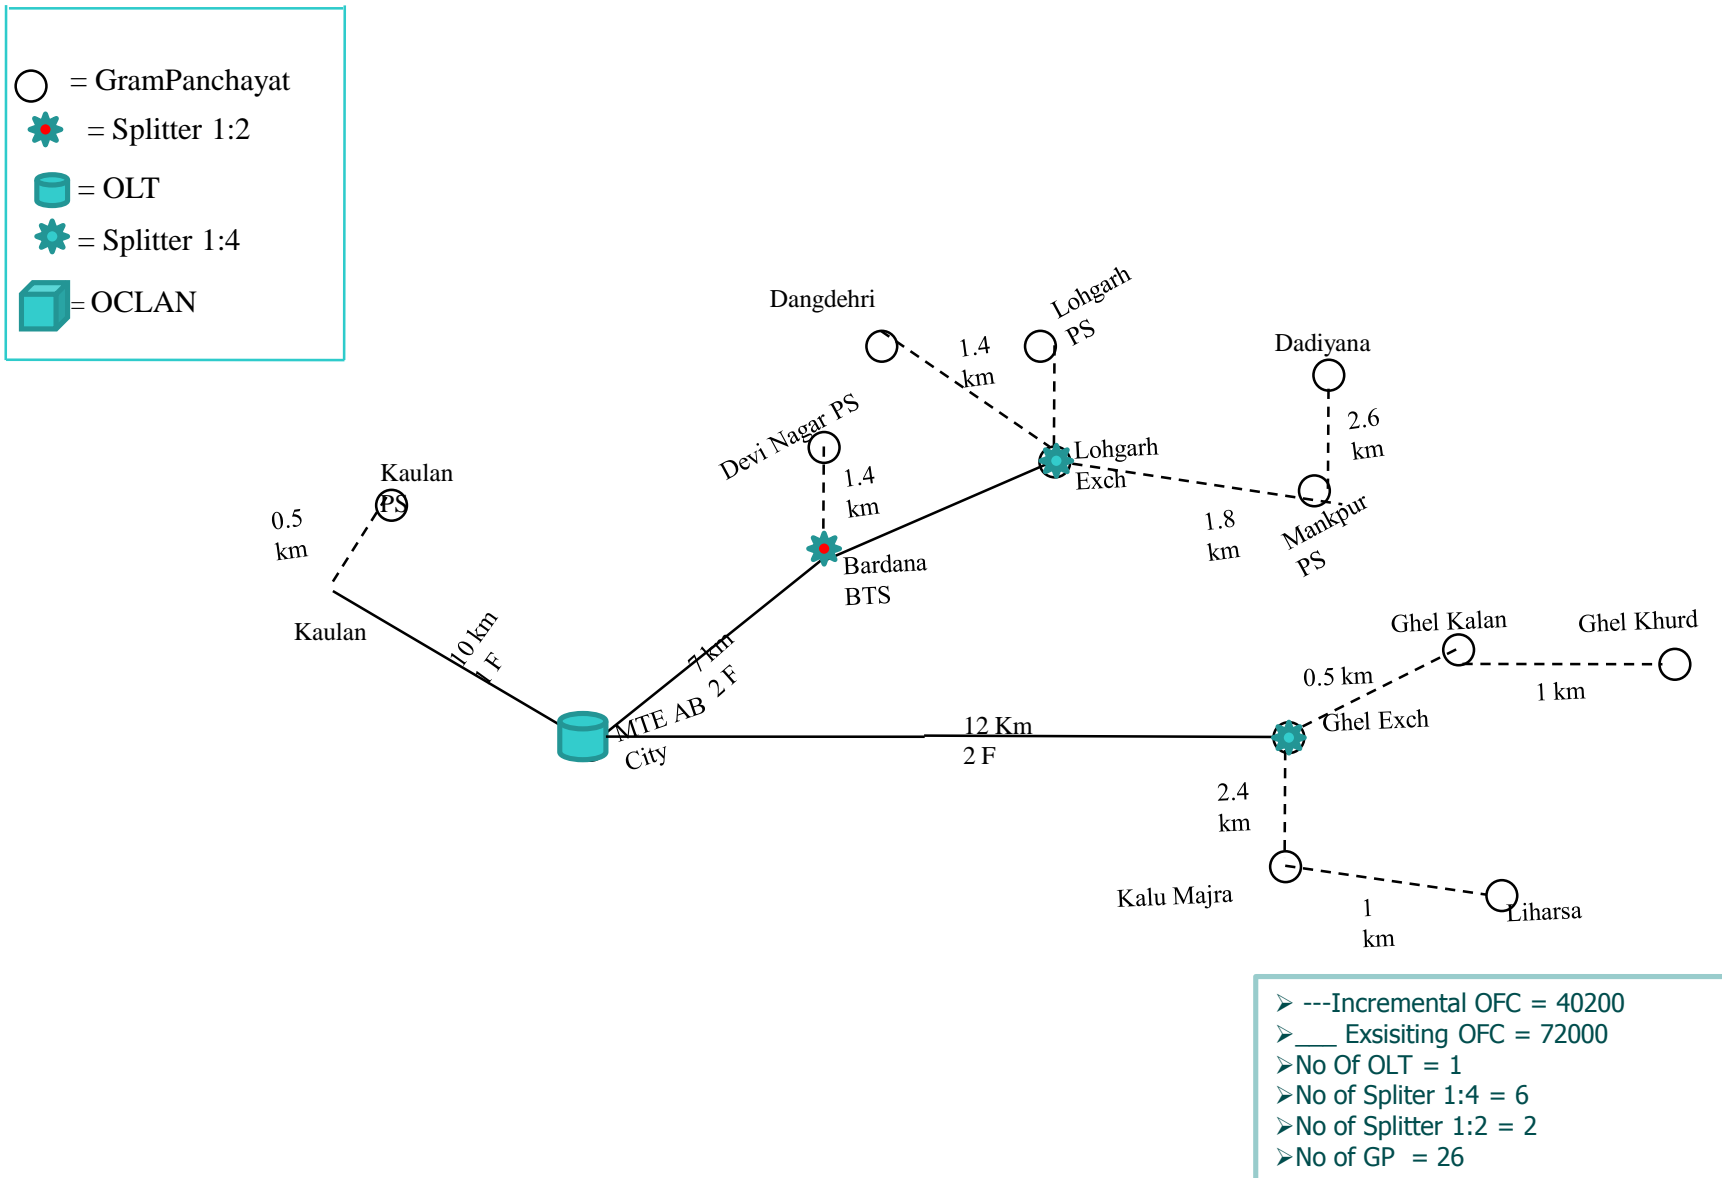 = GramPanchayat
= Splitter 1:2
= OLT
= Splitter 1:4
= OCLAN
Dangdehri
Lohgarh
PS
1.4
km
Dadiyana
2.6
km
Devi Nagar PS
1.4
km
Lohgarh
Exch
Kaulan
PS
0.5
km
1.8
km
Mankpur
PS
Bardana
BTS
Kaulan
10 km
1 F
7 km
2 F
Ghel Kalan
Ghel Khurd
0.5 km
1 km
MTE AB
City
12 Km
2 F
Ghel Exch
2.4
km
Kalu Majra
1
km
Liharsa
➢ ---Incremental OFC = 40200
➢___ Exsisiting OFC = 72000
➢No Of OLT = 1
➢No of Spliter 1:4 = 6
➢No of Splitter 1:2 = 2
➢No of GP = 26